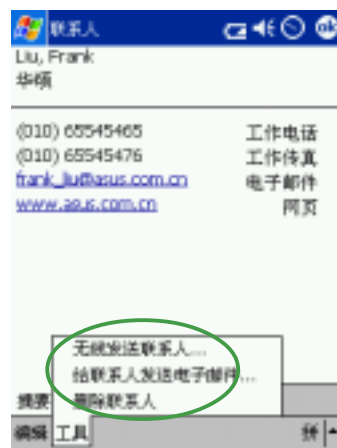 联系人
ok
Liu, Frank
华硕
(010) 65545465 工作电话
(010) 65545476 工作传真
frank_liu@asus.com.cn 电子邮件
www.asus.com.cn 网页
无线发送联系人...
给联系人发送电子邮件...
摘要 删除联系人
编辑 工具 拼